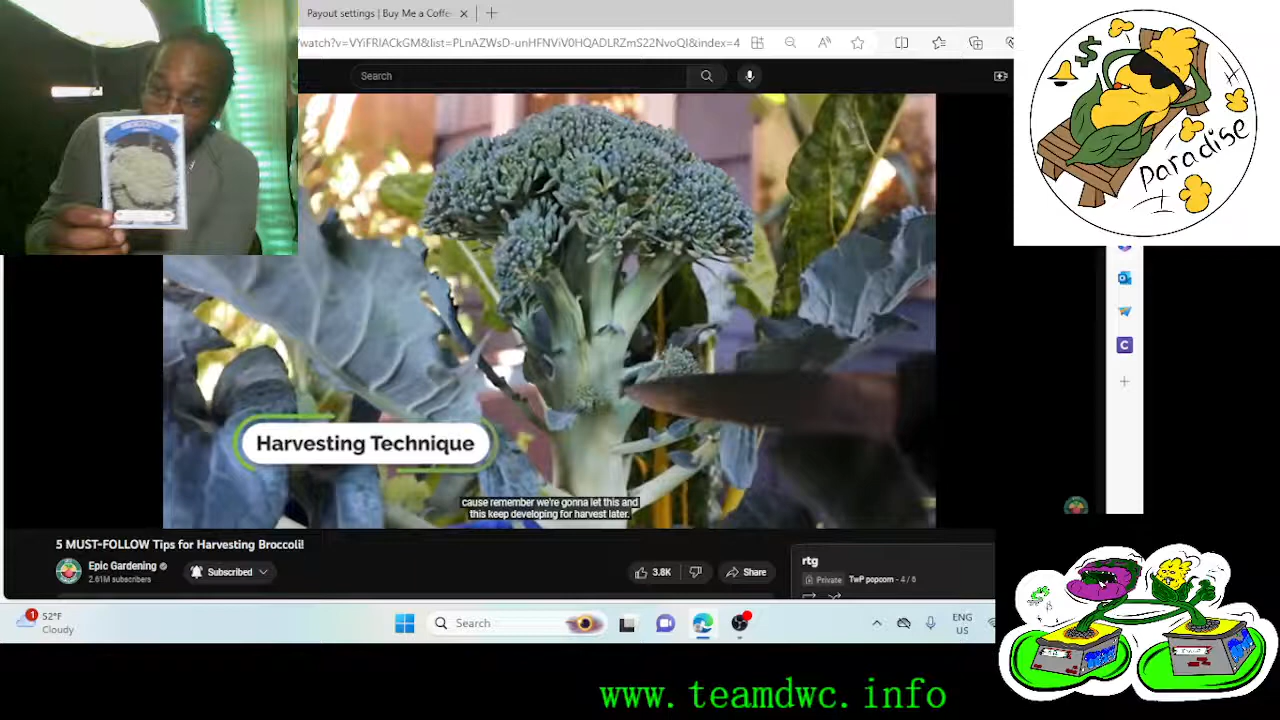 Payout settings | Buy Me a Coffe
watch?v=VYiFRlACkGM&list=PLnAZWsD-unHFNViV0HQADLRZmS22NvoQI&index=4
Search
Paradise
Harvesting Technique
cause remember we're gonna let this and
this keep developing for harvest later.
5 MUST-FOLLOW Tips for Harvesting Broccoli!
Epic Gardening
2.61M subscribers
Subscribed
3.8K
Share
rtg
Private
TwP popcorn - 4 / 6
1
52°F
Cloudy
Search
ENG
US
C
www.teamdwc.info